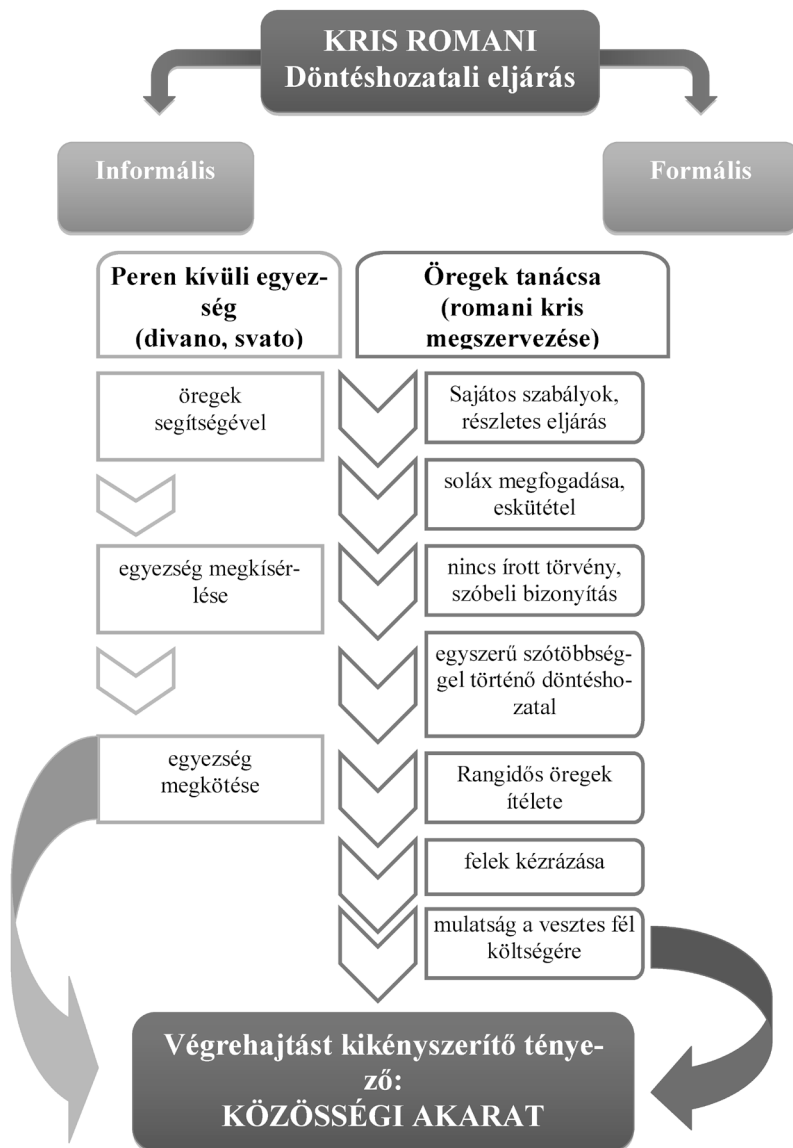 KRIS ROMANI
Döntéshozatali eljárás
Informális
Formális
Peren kívüli egyez-
ség
(divano, svato)
öregek
segítségével
egyezség megkísér-
lése
egyezség
megkötése
Öregek tanácsa
(romani kris
megszervezése)
Sajátos szabályok,
részletes eljárás
soláx megfogadása,
eskütétel
nincs írott törvény,
szóbeli bizonyítás
egyszerű szótöbbség-
gel történő döntésho-
zatal
Rangidős öregek
ítélete
felek kézrázása
mulatság a vesztes fél
költségére
Végrehajtást kikényszerítő ténye-
ző:
KÖZÖSSÉGI AKARAT